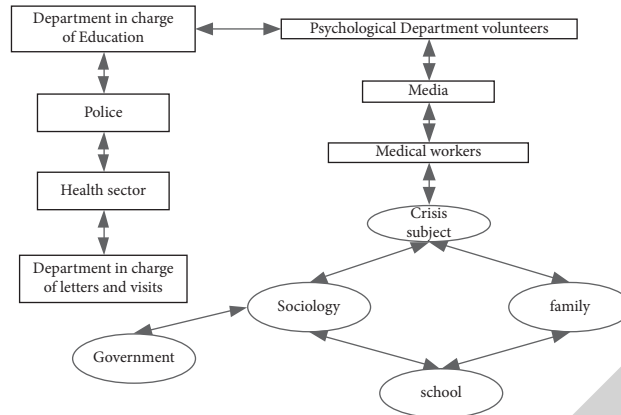 Department in charge
of Education
Psychological Department volunteers
Police
Media
Health sector
Medical workers
Department in charge
of letters and visits
Crisis
subject
Sociology
family
Government
school